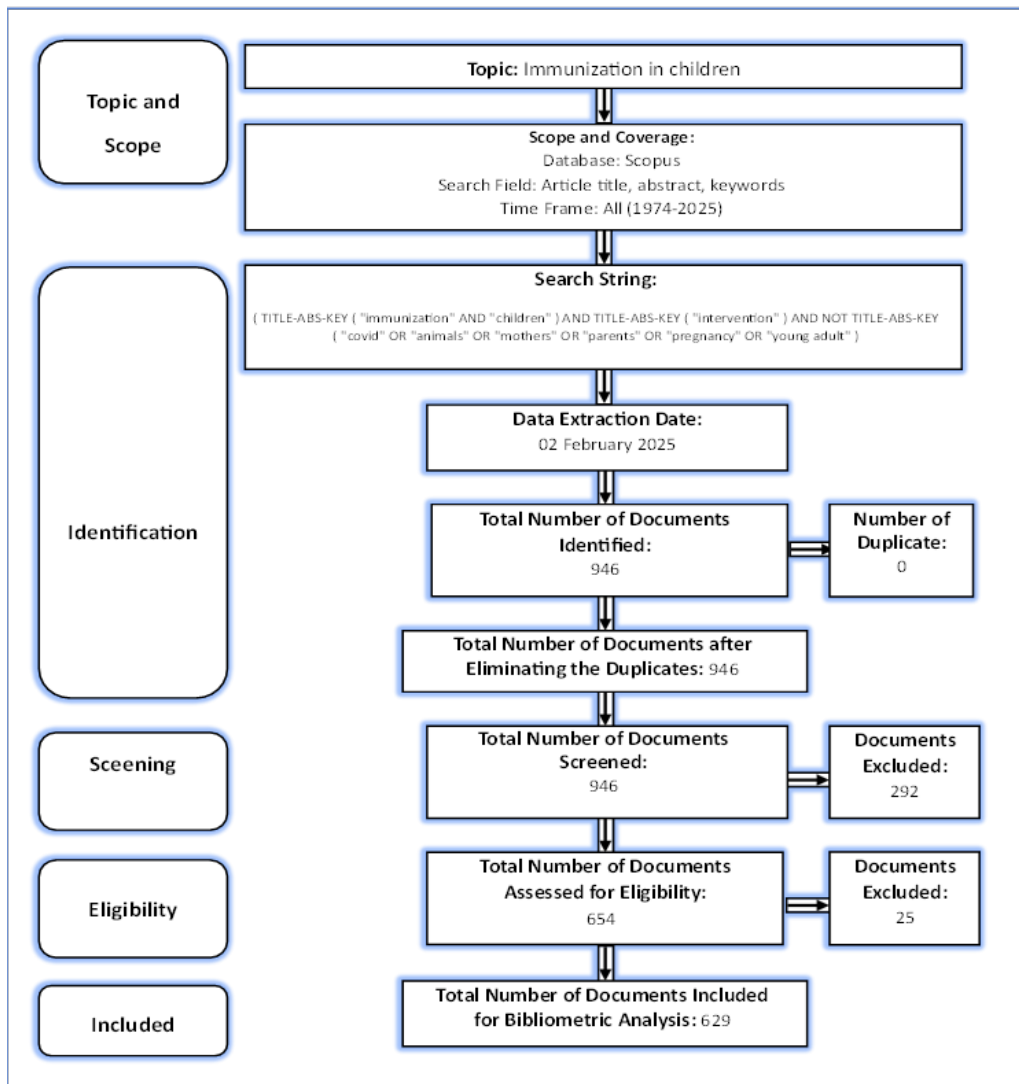 Topic and
Scope
Topic: Immunization in children
Scope and Coverage:
Database: Scopus
Search Field: Article title, abstract, keywords
Time Frame: All (1974-2025)
Identification
Search String:
( TITLE-ABS-KEY ( "immunization" AND "children" ) AND TITLE-ABS-KEY ( "intervention" ) AND NOT TITLE-ABS-KEY
( "covid" OR "animals" OR "mothers" OR "parents" OR "pregnancy" OR "young adult" )
Data Extraction Date:
02 February 2025
Total Number of Documents
Identified:
946
Number of
Duplicate:
0
Total Number of Documents after
Eliminating the Duplicates: 946
Sceening
Total Number of Documents
Screened:
946
Documents
Excluded:
292
Eligibility
Total Number of Documents
Assessed for Eligibility:
654
Documents
Excluded:
25
Included
Total Number of Documents Included
for Bibliometric Analysis: 629